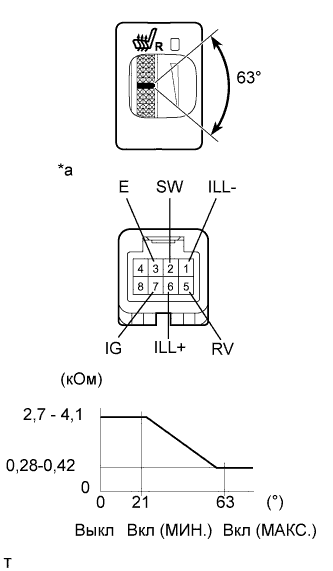 R
63°
*a
E SW ILL-
4 3 2 1
8 7 6 5
IG ILL+ RV
(кОм)
2,7 - 4,1
0,28-0,42
0
0 21 63 (°)
Выкл Вкл (МИН.) Вкл (МАКС.)
т